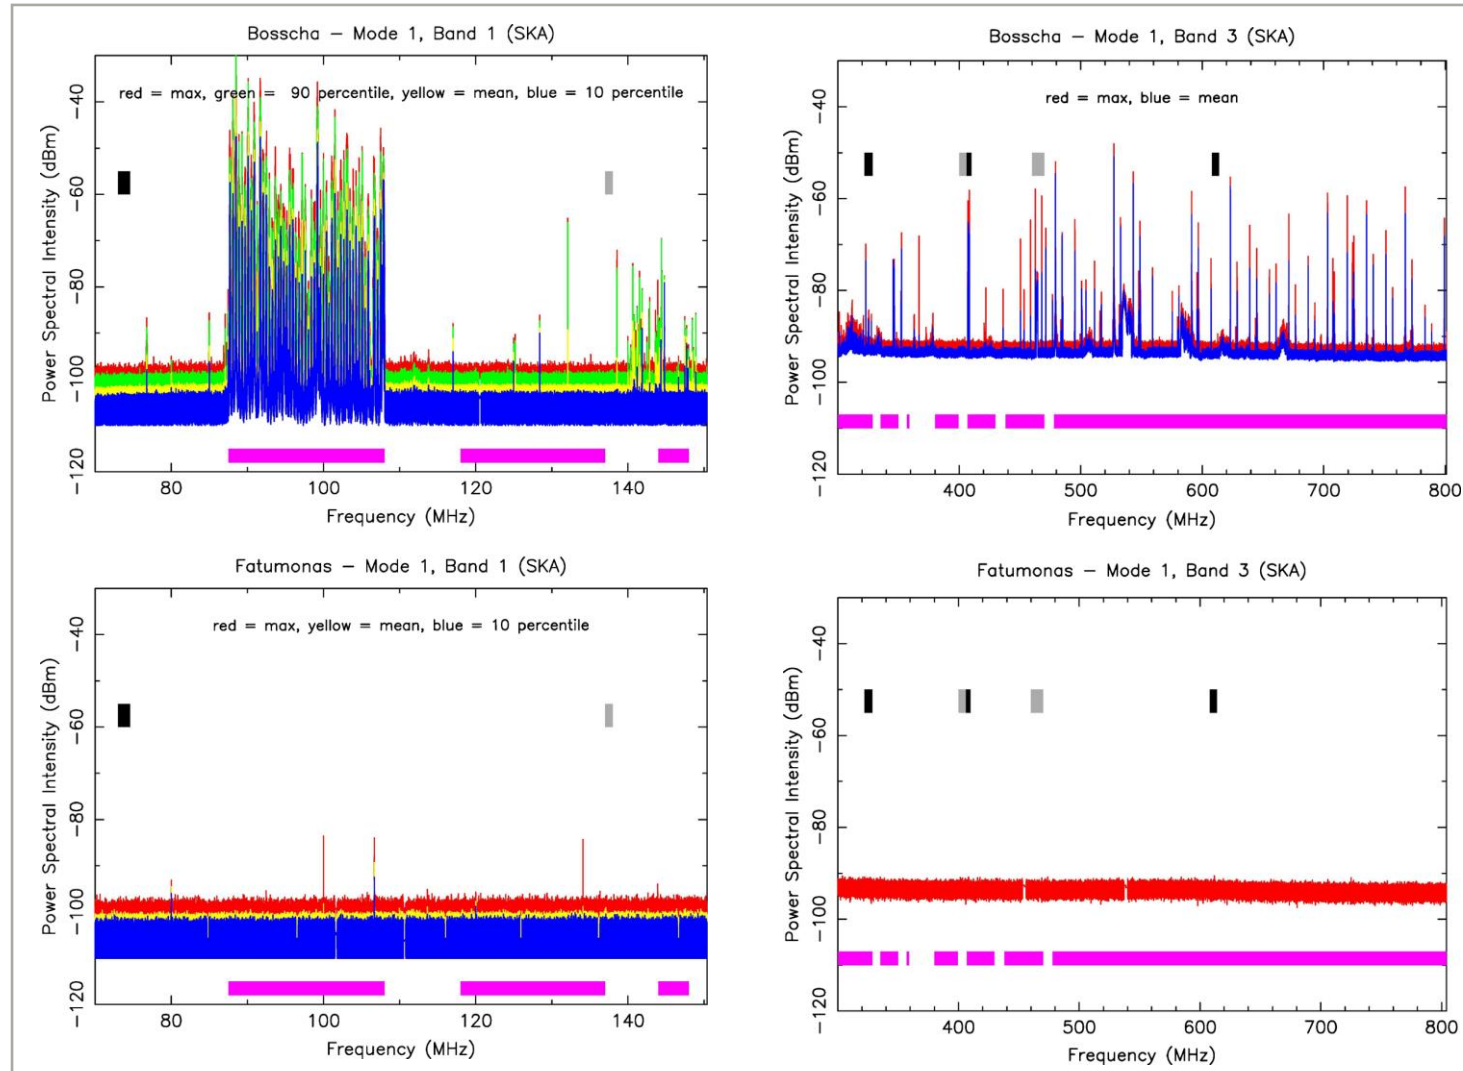 Bosscha – Mode 1, Band 1 (SKA)
red = max, green = 90 percentile, yellow = mean, blue = 10 percentile
Power Spectral Intensity (dBm)
−40
−60
−80
−100
−120
80
100
120
140
Frequency (MHz)
Bosscha – Mode 1, Band 3 (SKA)
red = max, blue = mean
Power Spectral Intensity (dBm)
−40
−60
−80
−100
−120
400
500
600
700
800
Frequency (MHz)
Fatumonas – Mode 1, Band 1 (SKA)
red = max, yellow = mean, blue = 10 percentile
Power Spectral Intensity (dBm)
−40
−60
−80
−100
−120
80
100
120
140
Frequency (MHz)
Fatumonas – Mode 1, Band 3 (SKA)
Power Spectral Intensity (dBm)
−40
−60
−80
−100
−120
400
500
600
700
800
Frequency (MHz)